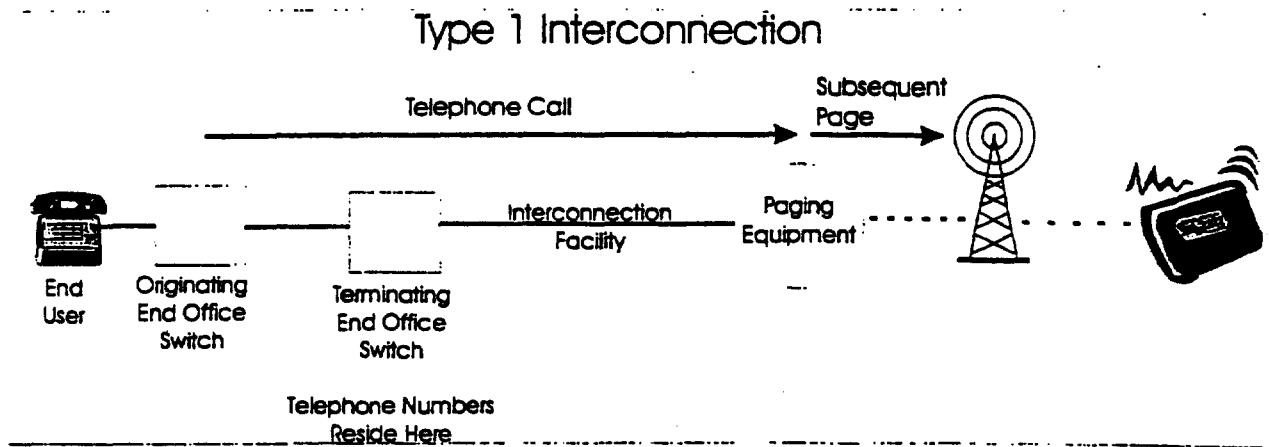 Type 1 Interconnection
Telephone Call
Subsequent
Page
Interconnection
Facility
Paging
Equipment
End
User
Originating
End Office
Switch
Terminating
End Office
Switch
Telephone Numbers
Reside Here